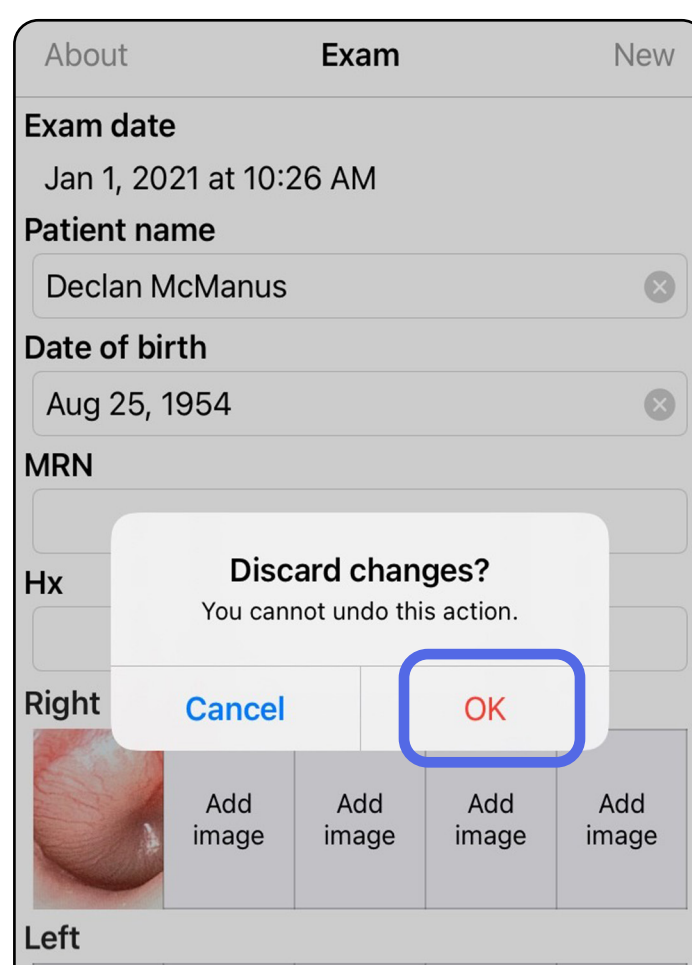 About Exam New
Exam date
Jan 1, 2021 at 10:26 AM
Patient name
Declan McManus
Date of birth
Aug 25, 1954
MRN
Discard changes?
Hx
You cannot undo this action.
Right
Cancel OK
Add image
Add image
Add image
Add image
Left